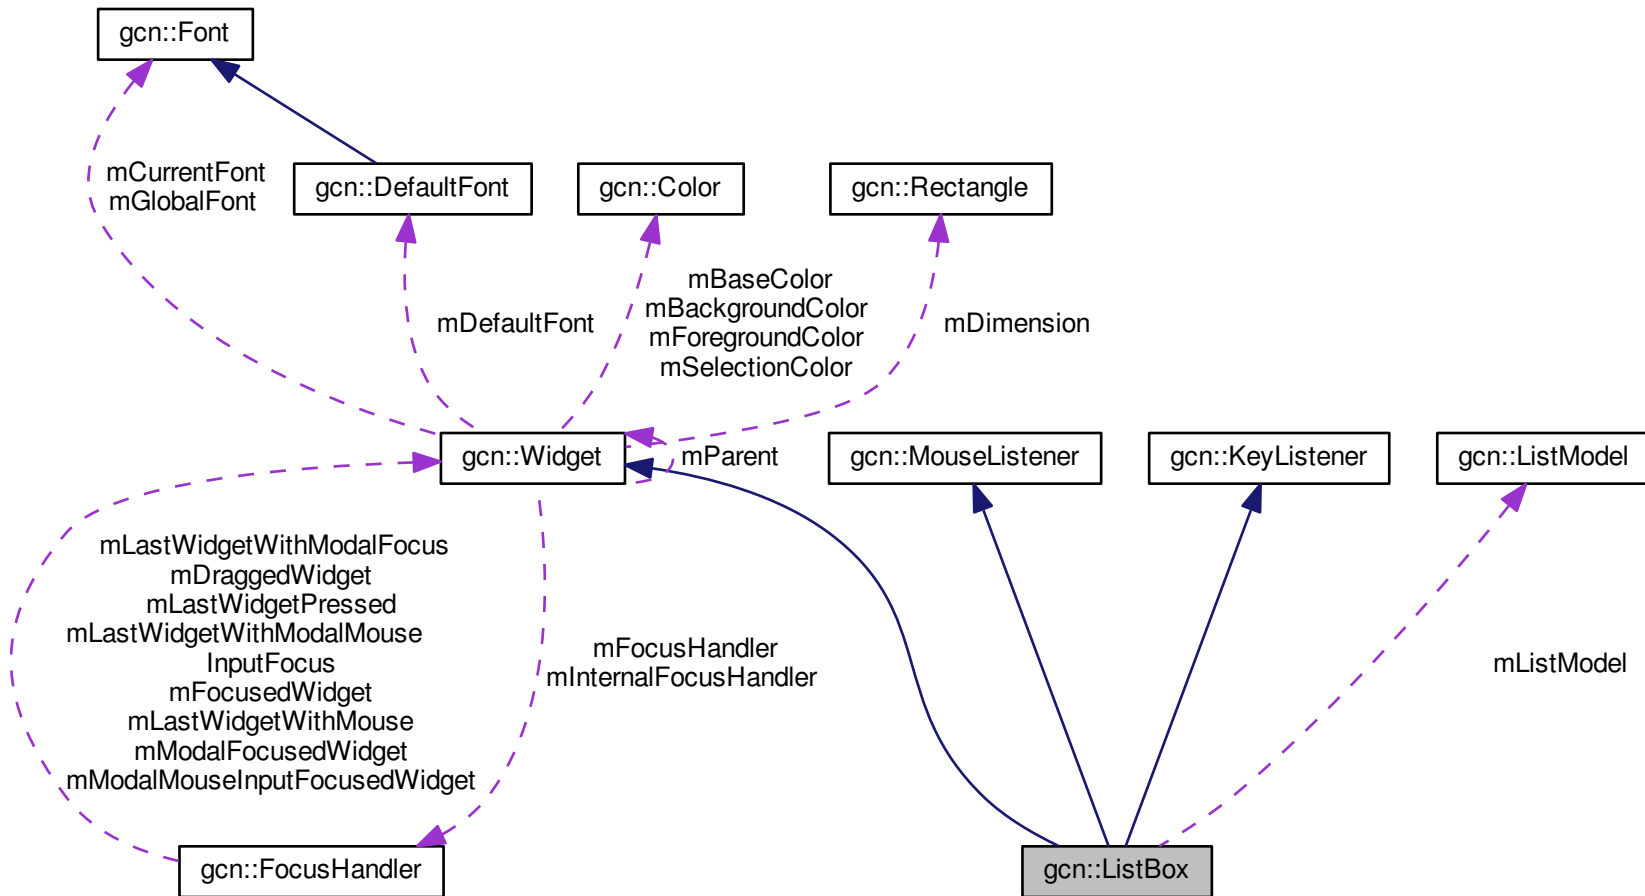 gcn::Font
mCurrentFont
mGlobalFont
gcn::DefaultFont
gcn::Color
gcn::Rectangle
mDefaultFont
mBaseColor
mBackgroundColor
mForegroundColor
mSelectionColor
mDimension
gcn::Widget
mParent
gcn::MouseListener
gcn::KeyListener
gcn::ListModel
mLastWidgetWithModalFocus
mDraggedWidget
mLastWidgetPressed
mLastWidgetWithModalMouse
InputFocus
mFocusedWidget
mLastWidgetWithMouse
mModalFocusedWidget
mModalMouseInputFocusedWidget
mFocusHandler
mInternalFocusHandler
mListModel
gcn::FocusHandler
gcn::ListBox